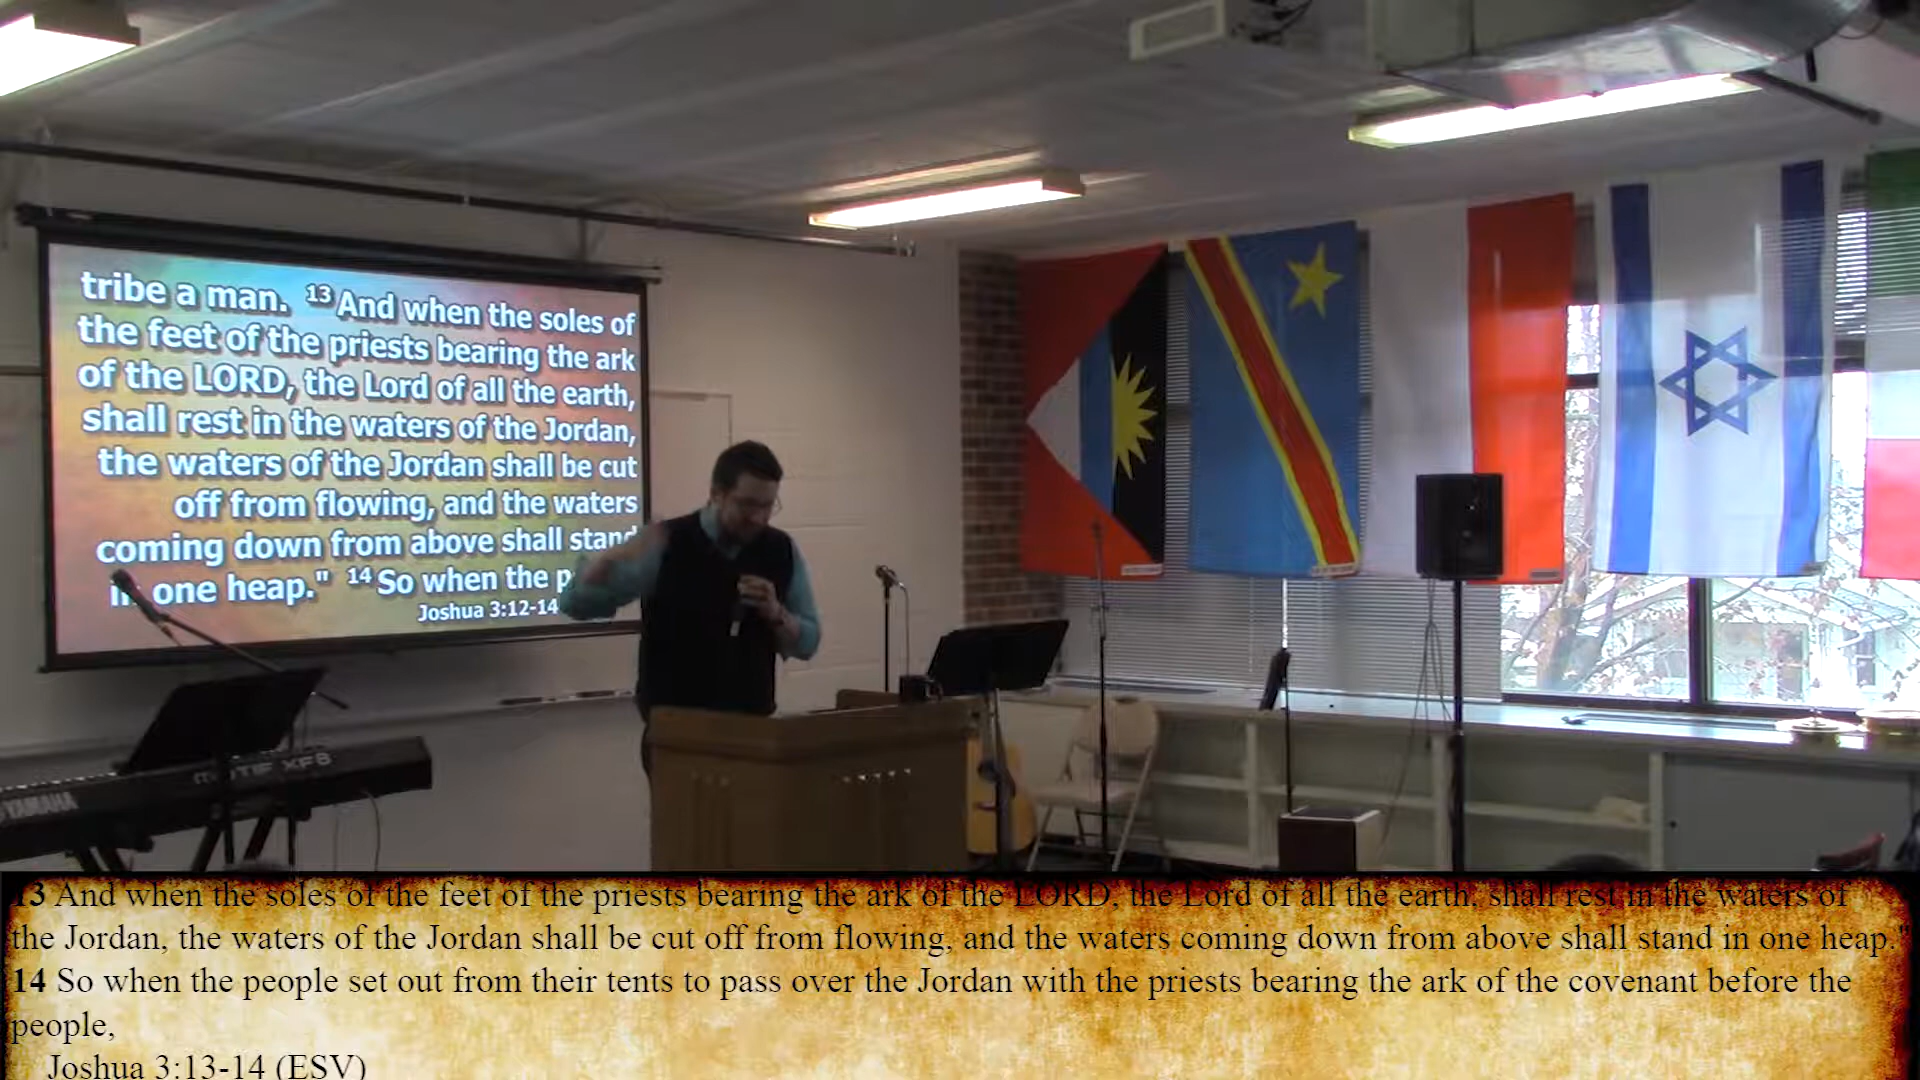 tribe a man. 13 And when the soles of
the feet of the priests bearing the ark
of the LORD, the Lord of all the earth,
shall rest in the waters of the Jordan,
the waters of the Jordan shall be cut
off from flowing, and the waters
coming down from above shall stand
in one heap." 14 So when the
Joshua 3:12-14
YAMAHA
MOTIF XF8
13 And when the soles of the feet of the priests bearing the ark of the LORD, the Lord of all the earth, shall rest in the waters of
the Jordan, the waters of the Jordan shall be cut off from flowing, and the waters coming down from above shall stand in one heap."
14 So when the people set out from their tents to pass over the Jordan with the priests bearing the ark of the covenant before the
people,
Joshua 3:13-14 (ESV)